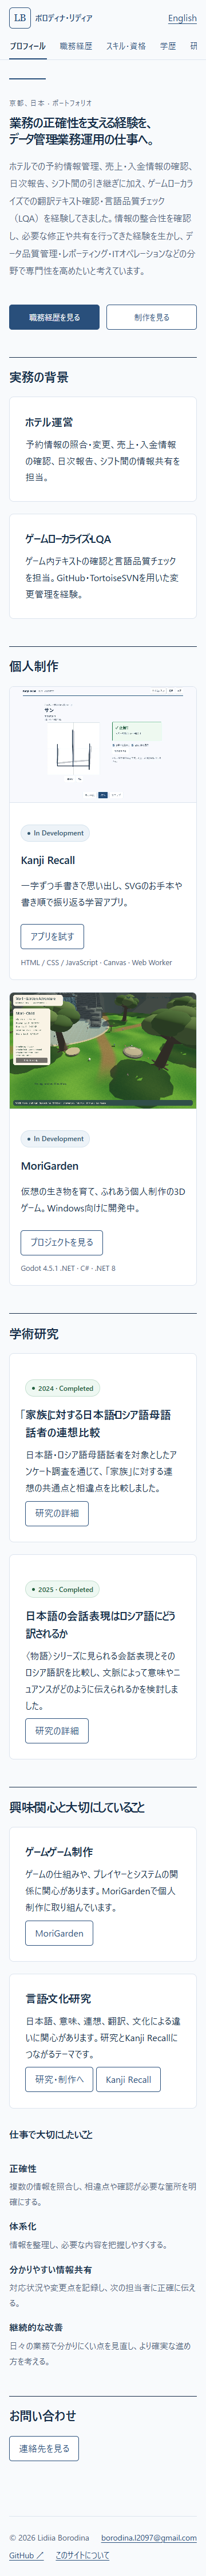 LB ボロディナ・リディア English
プロフィール 職務経歴 スキル・資格 学歴 研
京都、日本 · ポートフォリオ
業務の正確性を支える経験を、
データ管理業務運用の仕事へ。
ホテルでの予約情報管理、売上・入金情報の確認、
日次報告、シフト間の引き継ぎに加え、ゲームローカラ
イズでの翻訳テキスト確認・言語品質チェック
（LQA）を経験してきました。情報の整合性を確認
し、必要な修正や共有を行ってきた経験を生かし、デ
ータ品質管理・レポーティング・ITオペレーションなどの分
野で専門性を高めたいと考えています。
職務経歴を見る 制作を見る
実務の背景
ホテル運営
予約情報の照合・変更、売上・入金情報
の確認、日次報告、シフト間の情報共有を
担当。
ゲームローカライズLQA
ゲーム内テキストの確認と言語品質チェック
を担当。GitHub・TortoiseSVNを用いた変
更管理を経験。
個人制作
サン
In Development
Kanji Recall
一字ずつ手書きで思い出し、SVGのお手本や
書き順で振り返る学習アプリ。
アプリを試す
HTML / CSS / JavaScript · Canvas · Web Worker
In Development
MoriGarden
仮想の生き物を育て、ふれあう個人制作の3D
ゲーム。Windows向けに開発中。
プロジェクトを見る
Godot 4.5.1 .NET · C# · .NET 8
学術研究
2024 · Completed
「家族」に対する日本語ロシア語母語
話者の連想比較
日本語・ロシア語母語話者を対象としたア
ンケート調査を通じて、「家族」に対する連
想の共通点と相違点を比較しました。
研究の詳細
2025 · Completed
日本語の会話表現はロシア語にどう
訳されるか
〈物語〉シリーズに見られる会話表現とその
ロシア語訳を比較し、文脈によって意味やニ
ュアンスがどのように伝えられるかを検討しま
した。
研究の詳細
興味関心と大切にしていること
ゲームゲーム制作
ゲームの仕組みや、プレイヤーとシステムの関
係に関心があります。MoriGardenで個人
制作に取り組んでいます。
MoriGarden
言語文化研究
日本語、意味、連想、翻訳、文化による違
いに関心があります。研究とKanji Recallに
つながるテーマです。
研究・制作へ Kanji Recall
仕事で大切にしたいこと
正確性
複数の情報を照合し、相違点や確認が必要な箇所を明
確にする。
体系化
情報を整理し、必要な内容を把握しやすくする。
分かりやすい情報共有
対応状況や変更点を記録し、次の担当者に正確に伝え
る。
継続的な改善
日々の業務で分かりにくい点を見直し、より確実な進め
方を考える。
お問い合わせ
連絡先を見る
© 2026 Lidiia Borodina borodina.l2097@gmail.com
GitHub ↗ このサイトについて